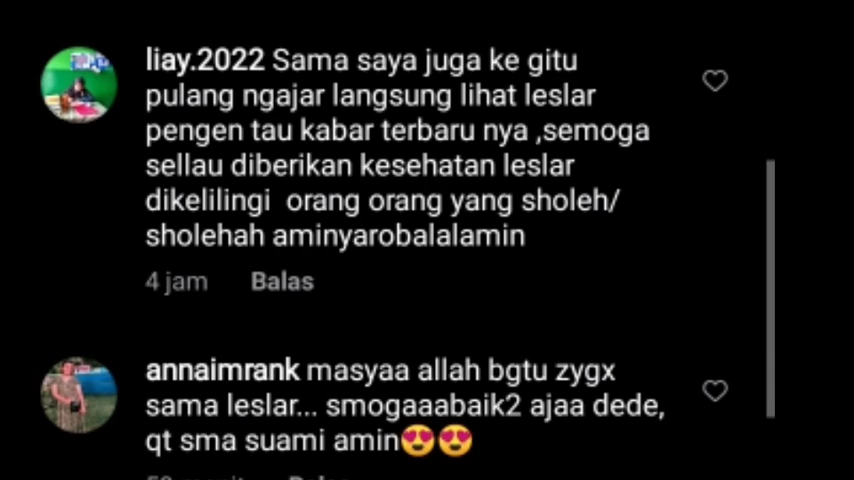 liay.2022 Sama saya juga ke gitu
pulang ngajar langsung lihat leslar
pengen tau kabar terbaru nya ,semoga
sellau diberikan kesehatan leslar
dikelilingi  orang orang yang sholeh/
sholehah aminyarobalalamin
4 jam Balas
annaimrank masyaa allah bgtu zygx
sama leslar... smogaaabaik2 ajaa dede,
qt sma suami amin😍😍